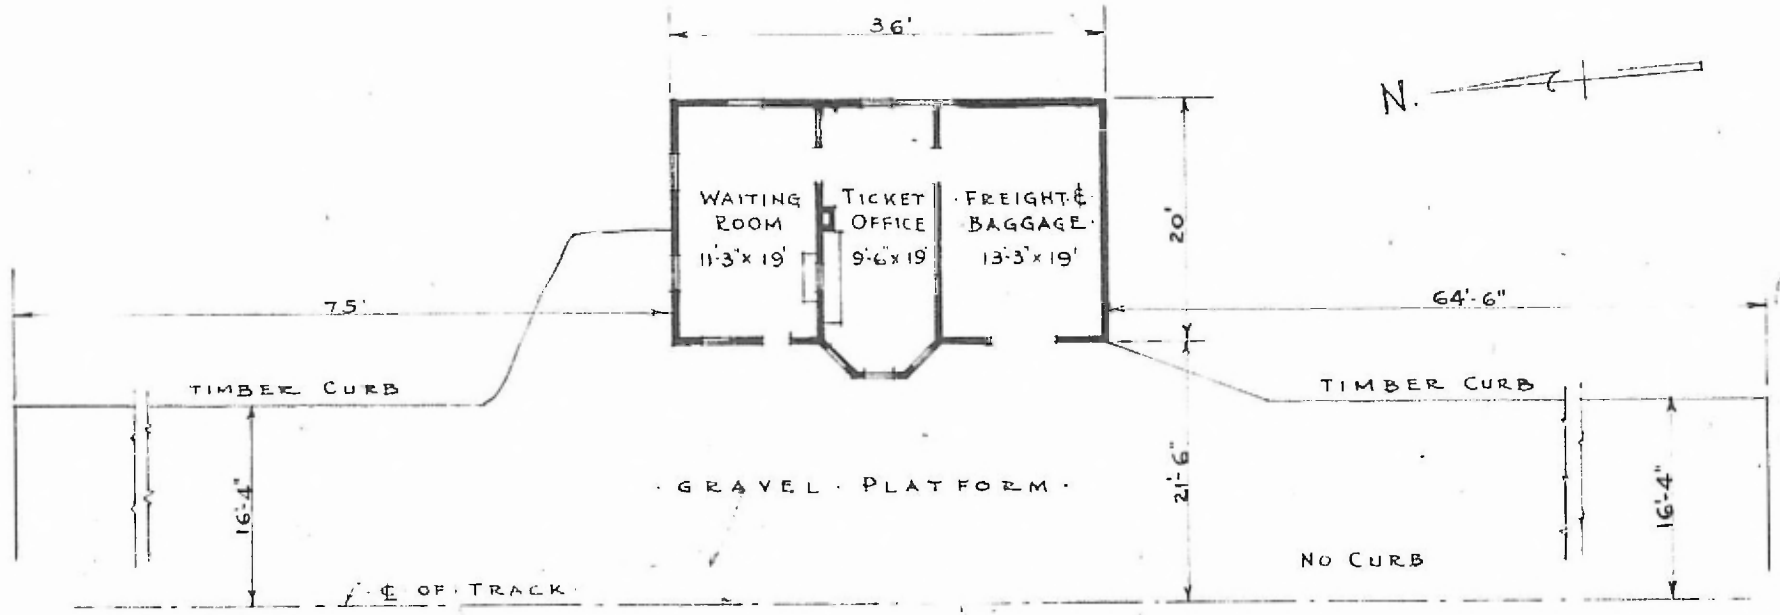 36'
N.
WAITING
ROOM
11'-3" x 19'
TICKET
OFFICE
9'-6" x 19'
FREIGHT &
BAGGAGE
13'-3" x 19'
20'
75'
64'-6"
TIMBER CURB
TIMBER CURB
16'-4"
GRAVEL PLATFORM
21'-6"
16'-4"
NO CURB
℄ OF TRACK